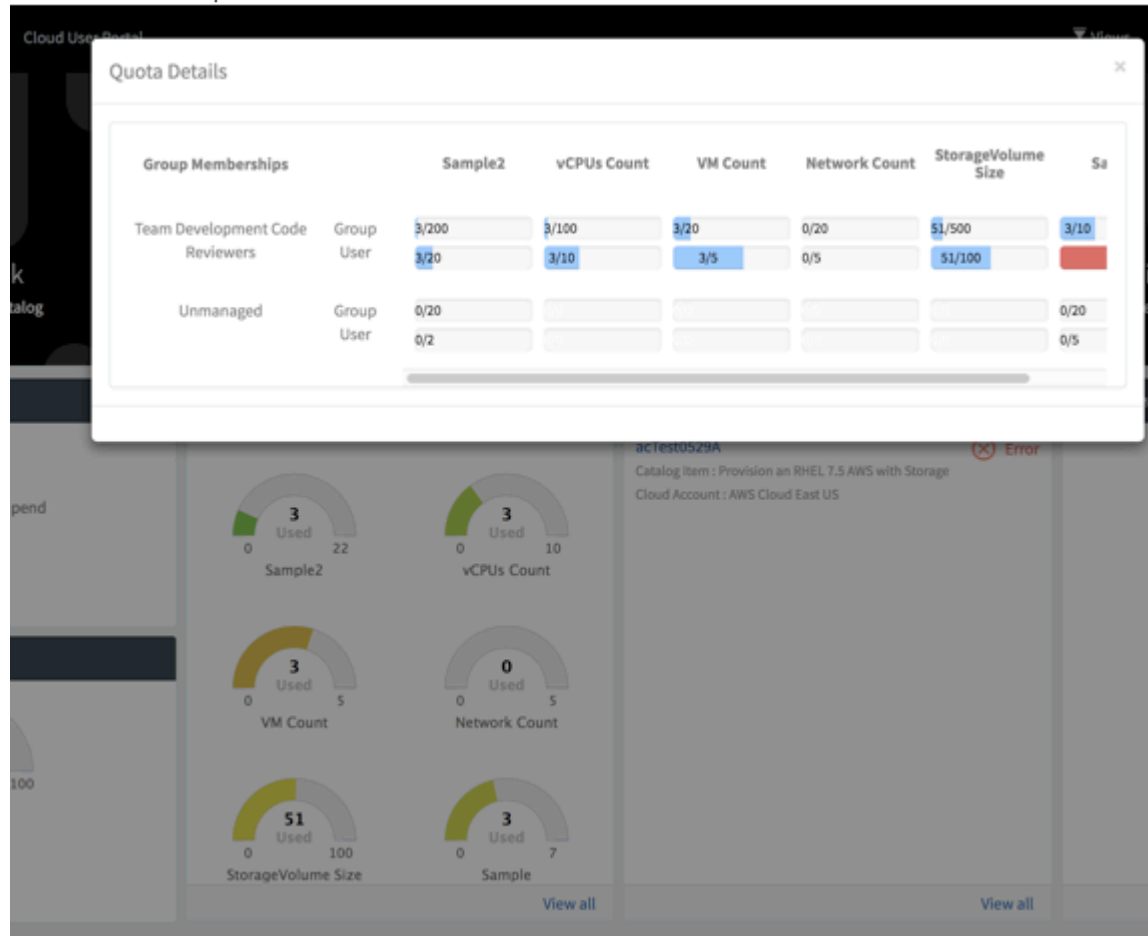 Cloud User Portal
Views
Quota Details
×
Group Memberships Sample2 vCPUs Count VM Count Network Count StorageVolume Size Sa
Team Development Code Reviewers
Group 3/200 3/100 3/20 0/20 51/500 3/10
User 3/20 3/10 3/5 0/5 51/100
Unmanaged
Group 0/20 0/20
User 0/2 0/5
k
talog
acTest0529A Error
Catalog Item : Provision an RHEL 7.5 AWS with Storage
Cloud Account : AWS Cloud East US
pend
3
Used
0 22
Sample2
3
Used
0 10
vCPUs Count
3
Used
0 5
VM Count
0
Used
0 5
Network Count
100
51
Used
0 100
StorageVolume Size
3
Used
0 7
Sample
View all
View all